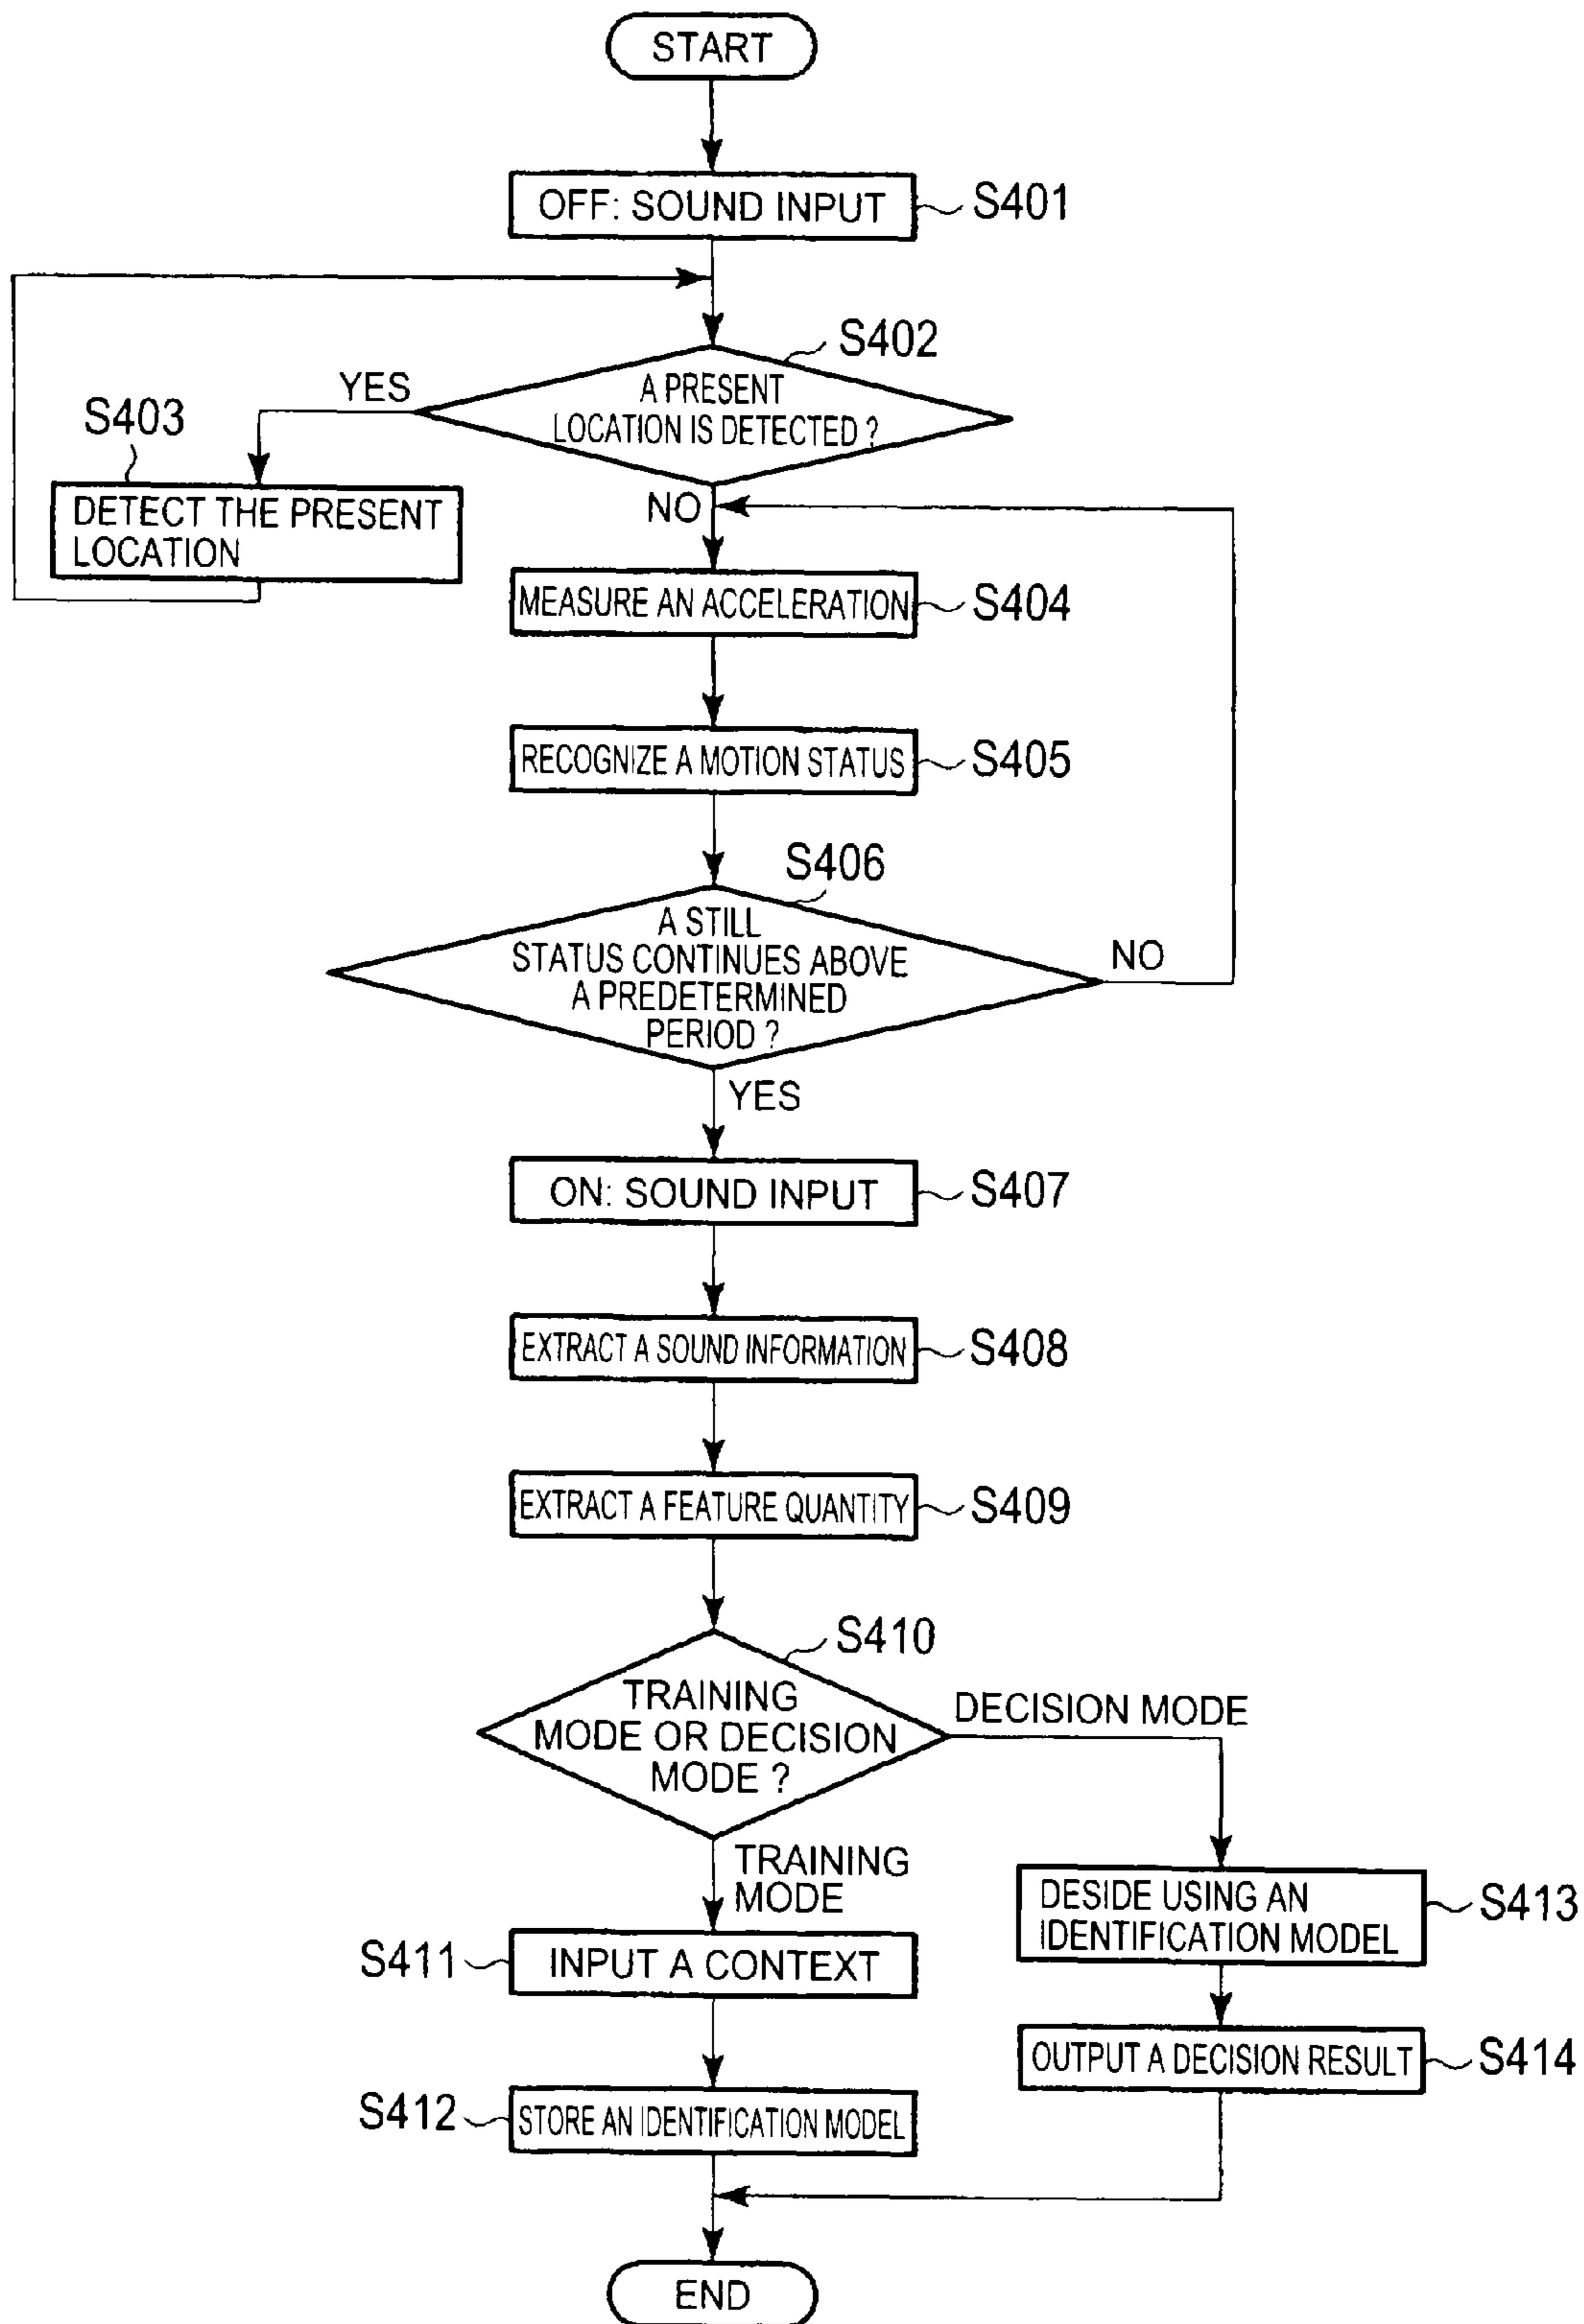 START
OFF: SOUND INPUT
S401
S402
A PRESENT
LOCATION IS DETECTED ?
YES
S403
DETECT THE PRESENT
LOCATION
NO
MEASURE AN ACCELERATION
S404
RECOGNIZE A MOTION STATUS
S405
S406
A STILL
STATUS CONTINUES ABOVE
A PREDETERMINED
PERIOD ?
NO
YES
ON: SOUND INPUT
S407
EXTRACT A SOUND INFORMATION
S408
EXTRACT A FEATURE QUANTITY
S409
S410
TRAINING
MODE OR DECISION
MODE ?
DECISION MODE
TRAINING
MODE
S411
INPUT A CONTEXT
DESIDE USING AN
IDENTIFICATION MODEL
S413
S412
STORE AN IDENTIFICATION MODEL
OUTPUT A DECISION RESULT
S414
END